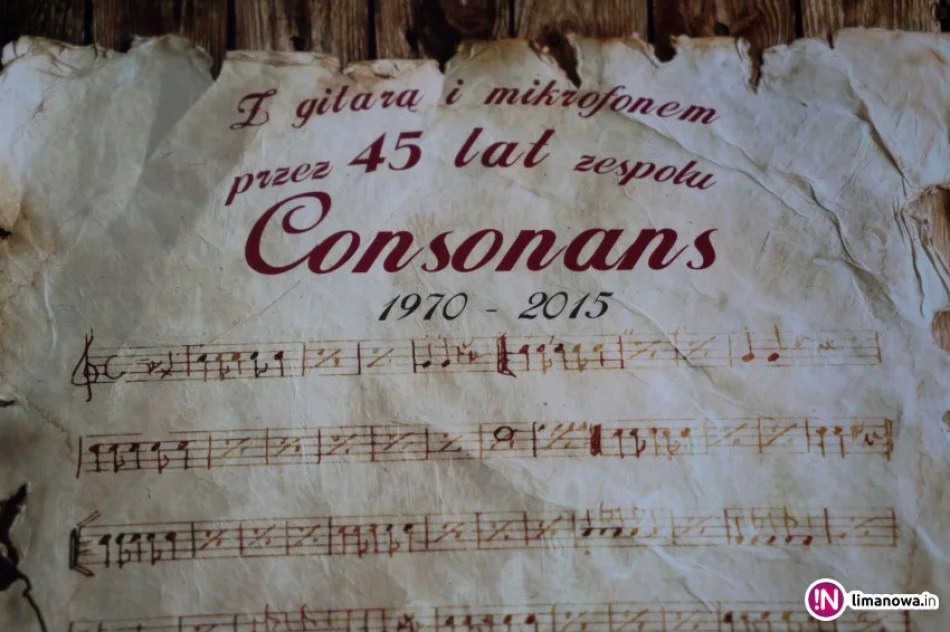 Z gitarą i mikrofonem
przez 45 lat zespołu
Consonans
1970 - 2015
!N limanowa.in